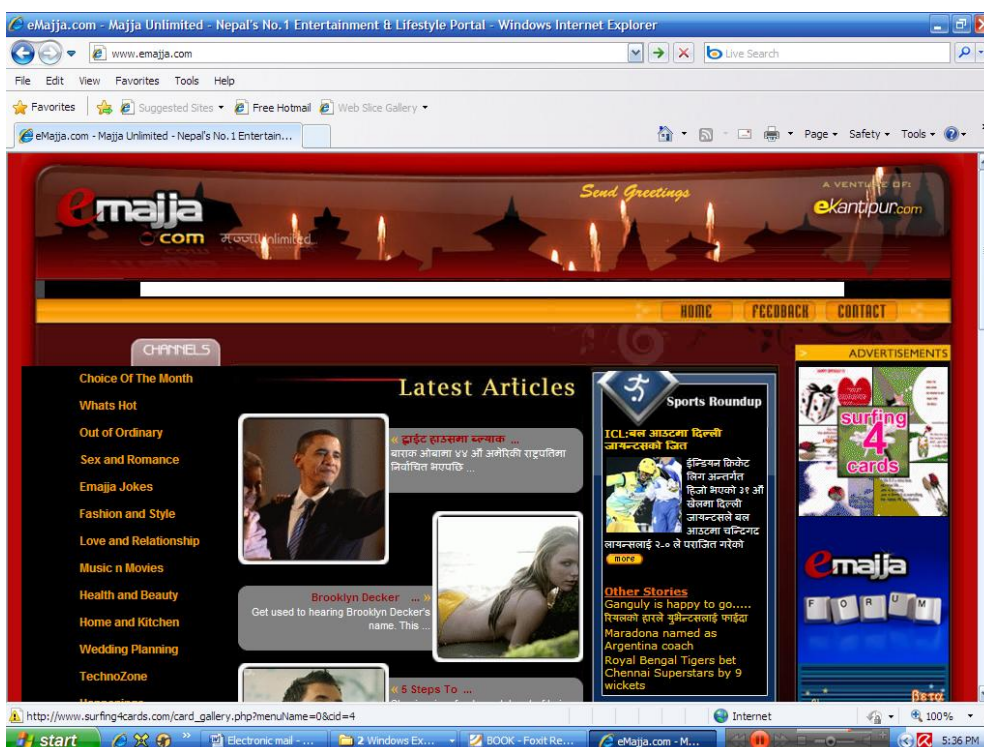 eMajja.com - Majja Unlimited - Nepal's No.1 Entertainment & Lifestyle Portal - Windows Internet Explorer
www.emajja.com
Live Search
File Edit View Favorites Tools Help
Favorites Suggested Sites Free Hotmail Web Slice Gallery
eMajja.com - Majja Unlimited - Nepal's No.1 Entertain...
Page Safety Tools
emajja
com मज्जा Unlimited
Send Greetings
A VENTURE OF:
ekantipur.com
HOME FEEDBACK CONTACT
CHANNELS
Choice Of The Month
Whats Hot
Out of Ordinary
Sex and Romance
Emajja Jokes
Fashion and Style
Love and Relationship
Music n Movies
Health and Beauty
Home and Kitchen
Wedding Planning
TechnoZone
Latest Articles
« ह्वाईट हाउसमा ब्ल्याक ...
बाराक ओबामा ४४ औं अमेरिकी राष्ट्रपतिमा
निर्वाचित भएपछि ...
Brooklyn Decker ... »
Get used to hearing Brooklyn Decker's
name. This ...
« 5 Steps To ...
Sports Roundup
ICL:बल आउटमा दिल्ली
जायन्टसको जित
ईन्डियन क्रिकेट
लिग अन्तर्गत
हिजो भएको ३१ औं
खेलमा दिल्ली
जायन्टसले बल
आउटमा चन्दिगढ
लायन्सलाई २-० ले पराजित गरेको
more
Other Stories
Ganguly is happy to go.....
रियलको हारले युभेन्टसलाई फाईदा
Maradona named as
Argentina coach
Royal Bengal Tigers bet
Chennai Superstars by 9
wickets
ADVERTISEMENTS
surfing
4
cards
emajja
FORUM
Beta
http://www.surfing4cards.com/card_gallery.php?menuName=0&cid=4
Internet
100%
start
Electronic mail - ...
2 Windows Ex...
BOOK - Foxit Re...
eMajja.com - M...
5:36 PM